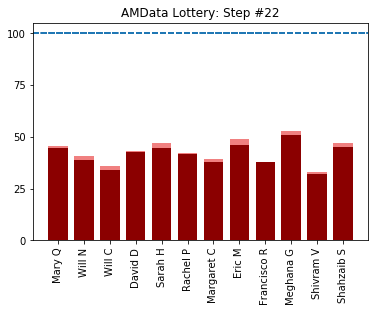 AMData Lottery: Step #22
100
75
50
25
0
Mary Q
Will N
Will C
David D
Sarah H
Rachel P
Margaret C
Eric M
Francisco R
Meghana G
Shivram V
Shahzaib S